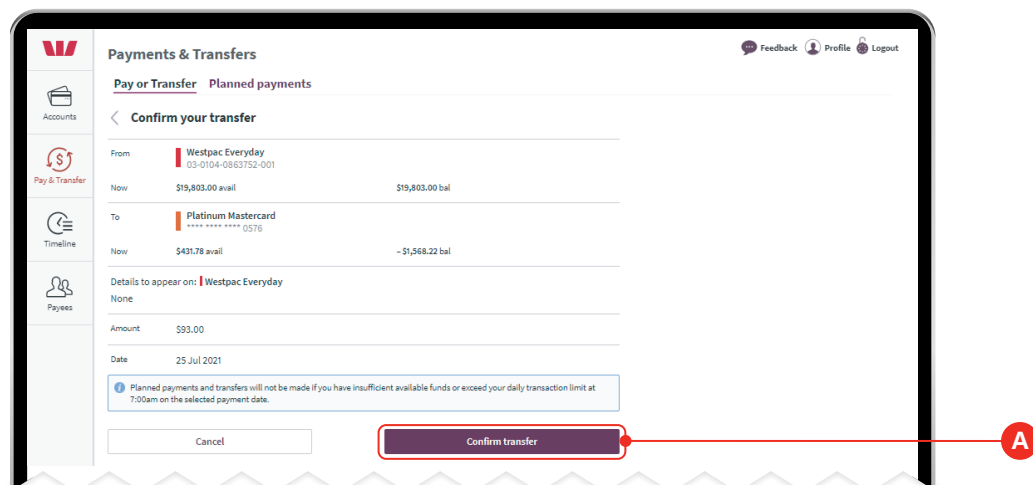 Payments & Transfers
Feedback Profile Logout
Pay or Transfer Planned payments
Accounts
Confirm your transfer
From Westpac Everyday
03-0104-0863752-001
Pay & Transfer
Now $19,803.00 avail $19,803.00 bal
To Platinum Mastercard
**** **** **** 0576
Timeline
Now $431.78 avail – $1,568.22 bal
Details to appear on: Westpac Everyday
None
Payees
Amount $93.00
Date 25 Jul 2021
Planned payments and transfers will not be made if you have insufficient available funds or exceed your daily transaction limit at
7:00am on the selected payment date.
Cancel Confirm transfer
A